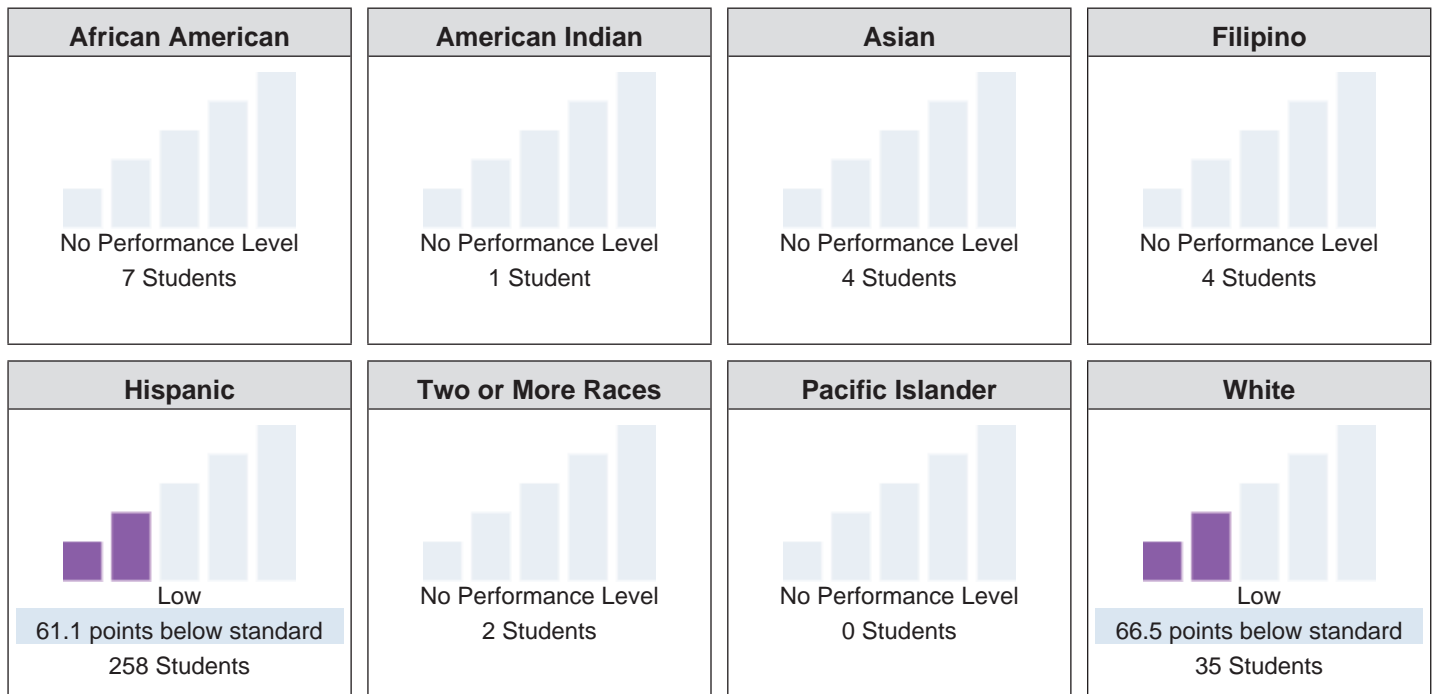 African American
No Performance Level
7 Students
American Indian
No Performance Level
1 Student
Asian
No Performance Level
4 Students
Filipino
No Performance Level
4 Students
Hispanic
Low
61.1 points below standard
258 Students
Two or More Races
No Performance Level
2 Students
Pacific Islander
No Performance Level
0 Students
White
Low
66.5 points below standard
35 Students